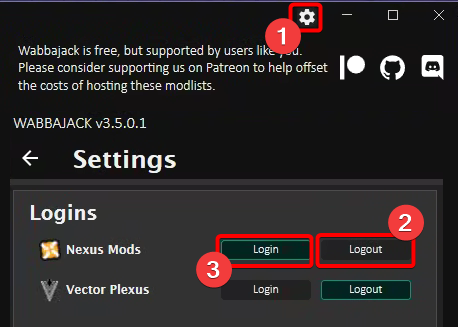 1
Wabbajack is free, but supported by users like you.
Please consider supporting us on Patreon to help offset
the costs of hosting these modlists.
WABBAJACK v3.5.0.1
Settings
Logins
2
Nexus Mods Login Logout
3
Vector Plexus Login Logout